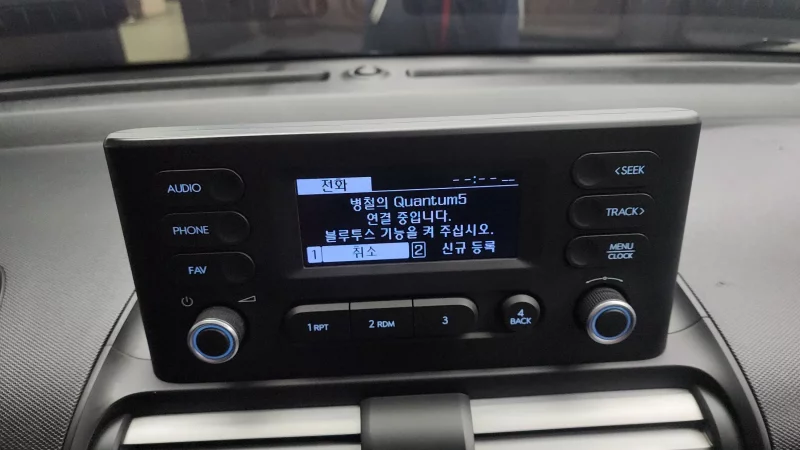 전화 --:-- --
병철의 Quantum5
연결 중입니다.
블루투스 기능을 켜 주십시오.
1 취소 2 신규 등록
AUDIO
PHONE
FAV
<SEEK
TRACK>
MENU
CLOCK
1 RPT
2 RDM
3
4
BACK